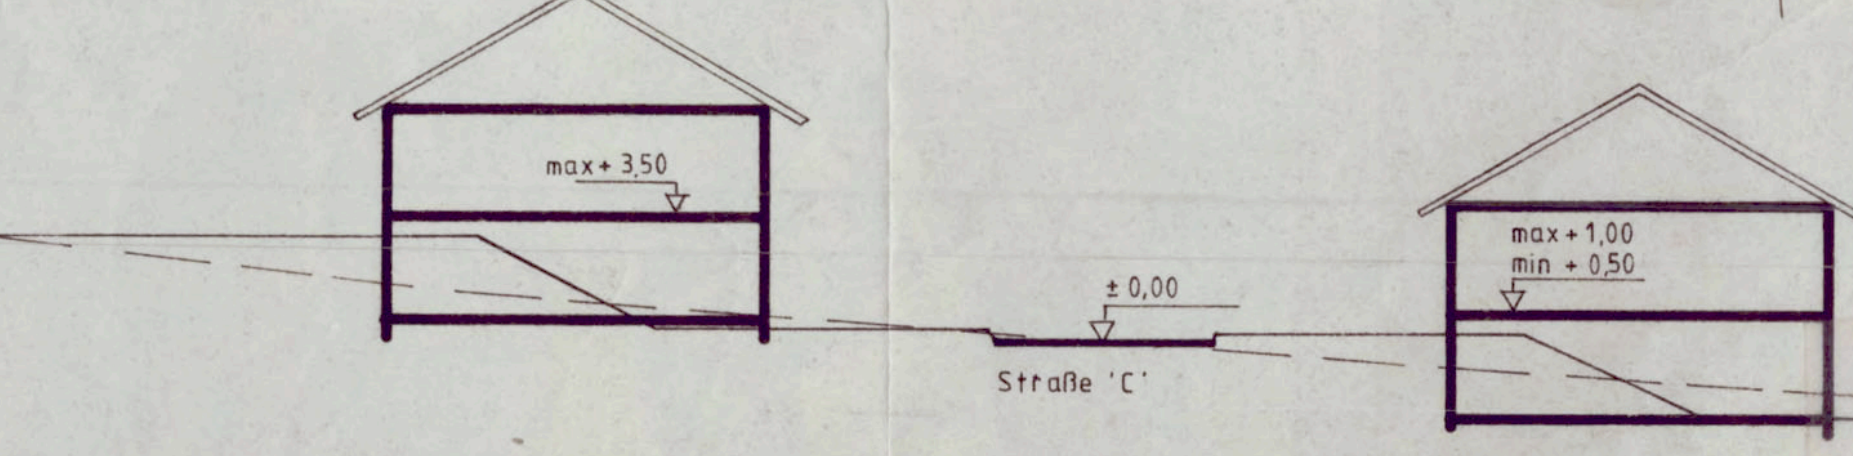 max + 3,50
± 0,00
Straße 'C'
max + 1,00
min + 0,50